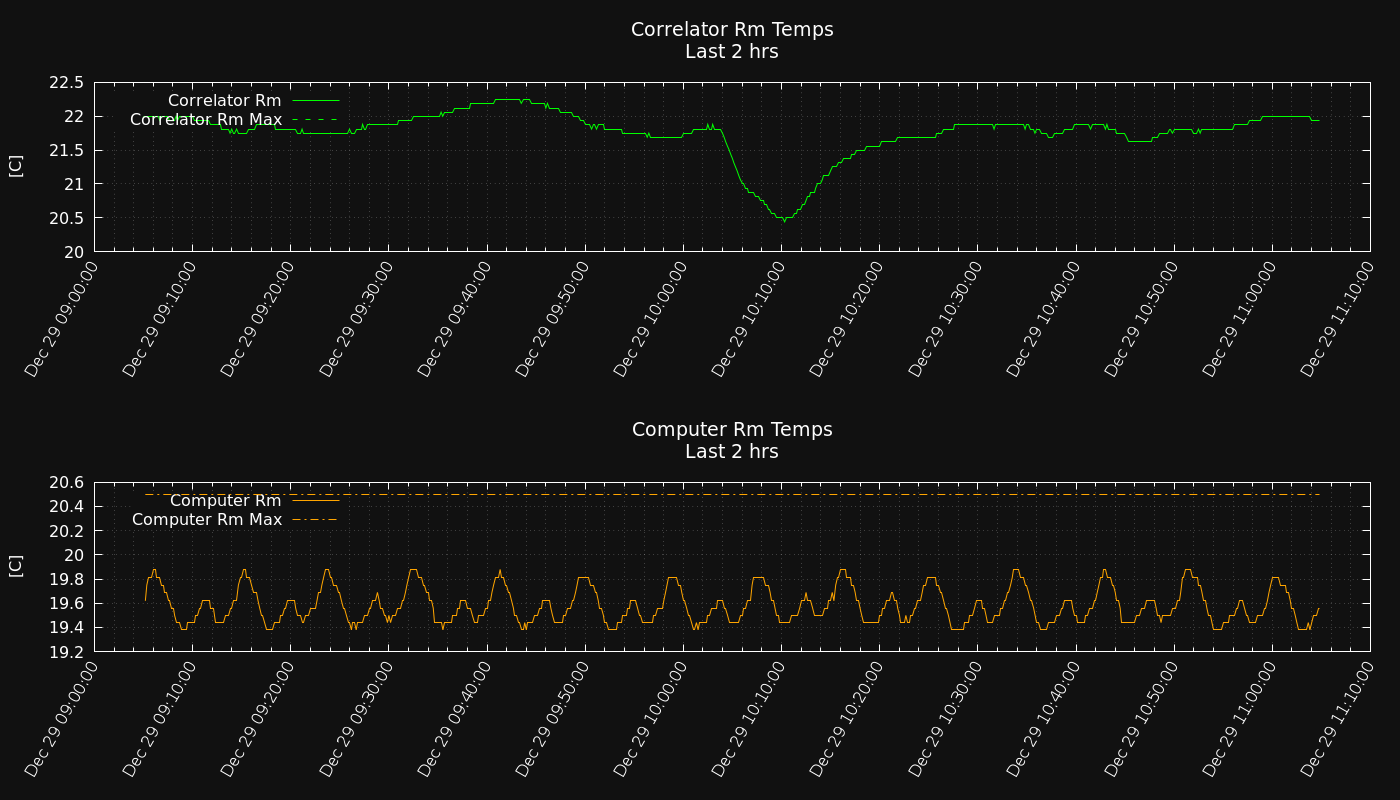 Correlator Rm Temps
Last 2 hrs
22.5
22
21.5
21
20.5
20
[C]
Correlator Rm
Correlator Rm Max
Dec 29 09:00:00
Dec 29 09:10:00
Dec 29 09:20:00
Dec 29 09:30:00
Dec 29 09:40:00
Dec 29 09:50:00
Dec 29 10:00:00
Dec 29 10:10:00
Dec 29 10:20:00
Dec 29 10:30:00
Dec 29 10:40:00
Dec 29 10:50:00
Dec 29 11:00:00
Dec 29 11:10:00
Computer Rm Temps
Last 2 hrs
20.6
20.4
20.2
20
19.8
19.6
19.4
19.2
[C]
Computer Rm
Computer Rm Max
Dec 29 09:00:00
Dec 29 09:10:00
Dec 29 09:20:00
Dec 29 09:30:00
Dec 29 09:40:00
Dec 29 09:50:00
Dec 29 10:00:00
Dec 29 10:10:00
Dec 29 10:20:00
Dec 29 10:30:00
Dec 29 10:40:00
Dec 29 10:50:00
Dec 29 11:00:00
Dec 29 11:10:00